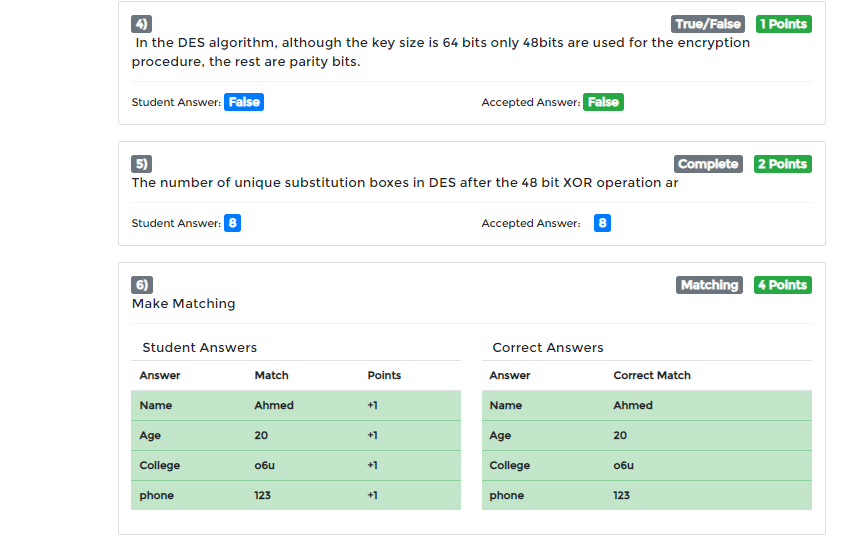 4) True/False 1 Points
In the DES algorithm, although the key size is 64 bits only 48bits are used for the encryption
procedure, the rest are parity bits.
Student Answer: False Accepted Answer: False
5) Complete 2 Points
The number of unique substitution boxes in DES after the 48 bit XOR operation ar
Student Answer: 8 Accepted Answer: 8
6) Matching 4 Points
Make Matching
Student Answers Correct Answers
Answer Match Points Answer Correct Match
Name Ahmed +1 Name Ahmed
Age 20 +1 Age 20
College o6u +1 College o6u
phone 123 +1 phone 123